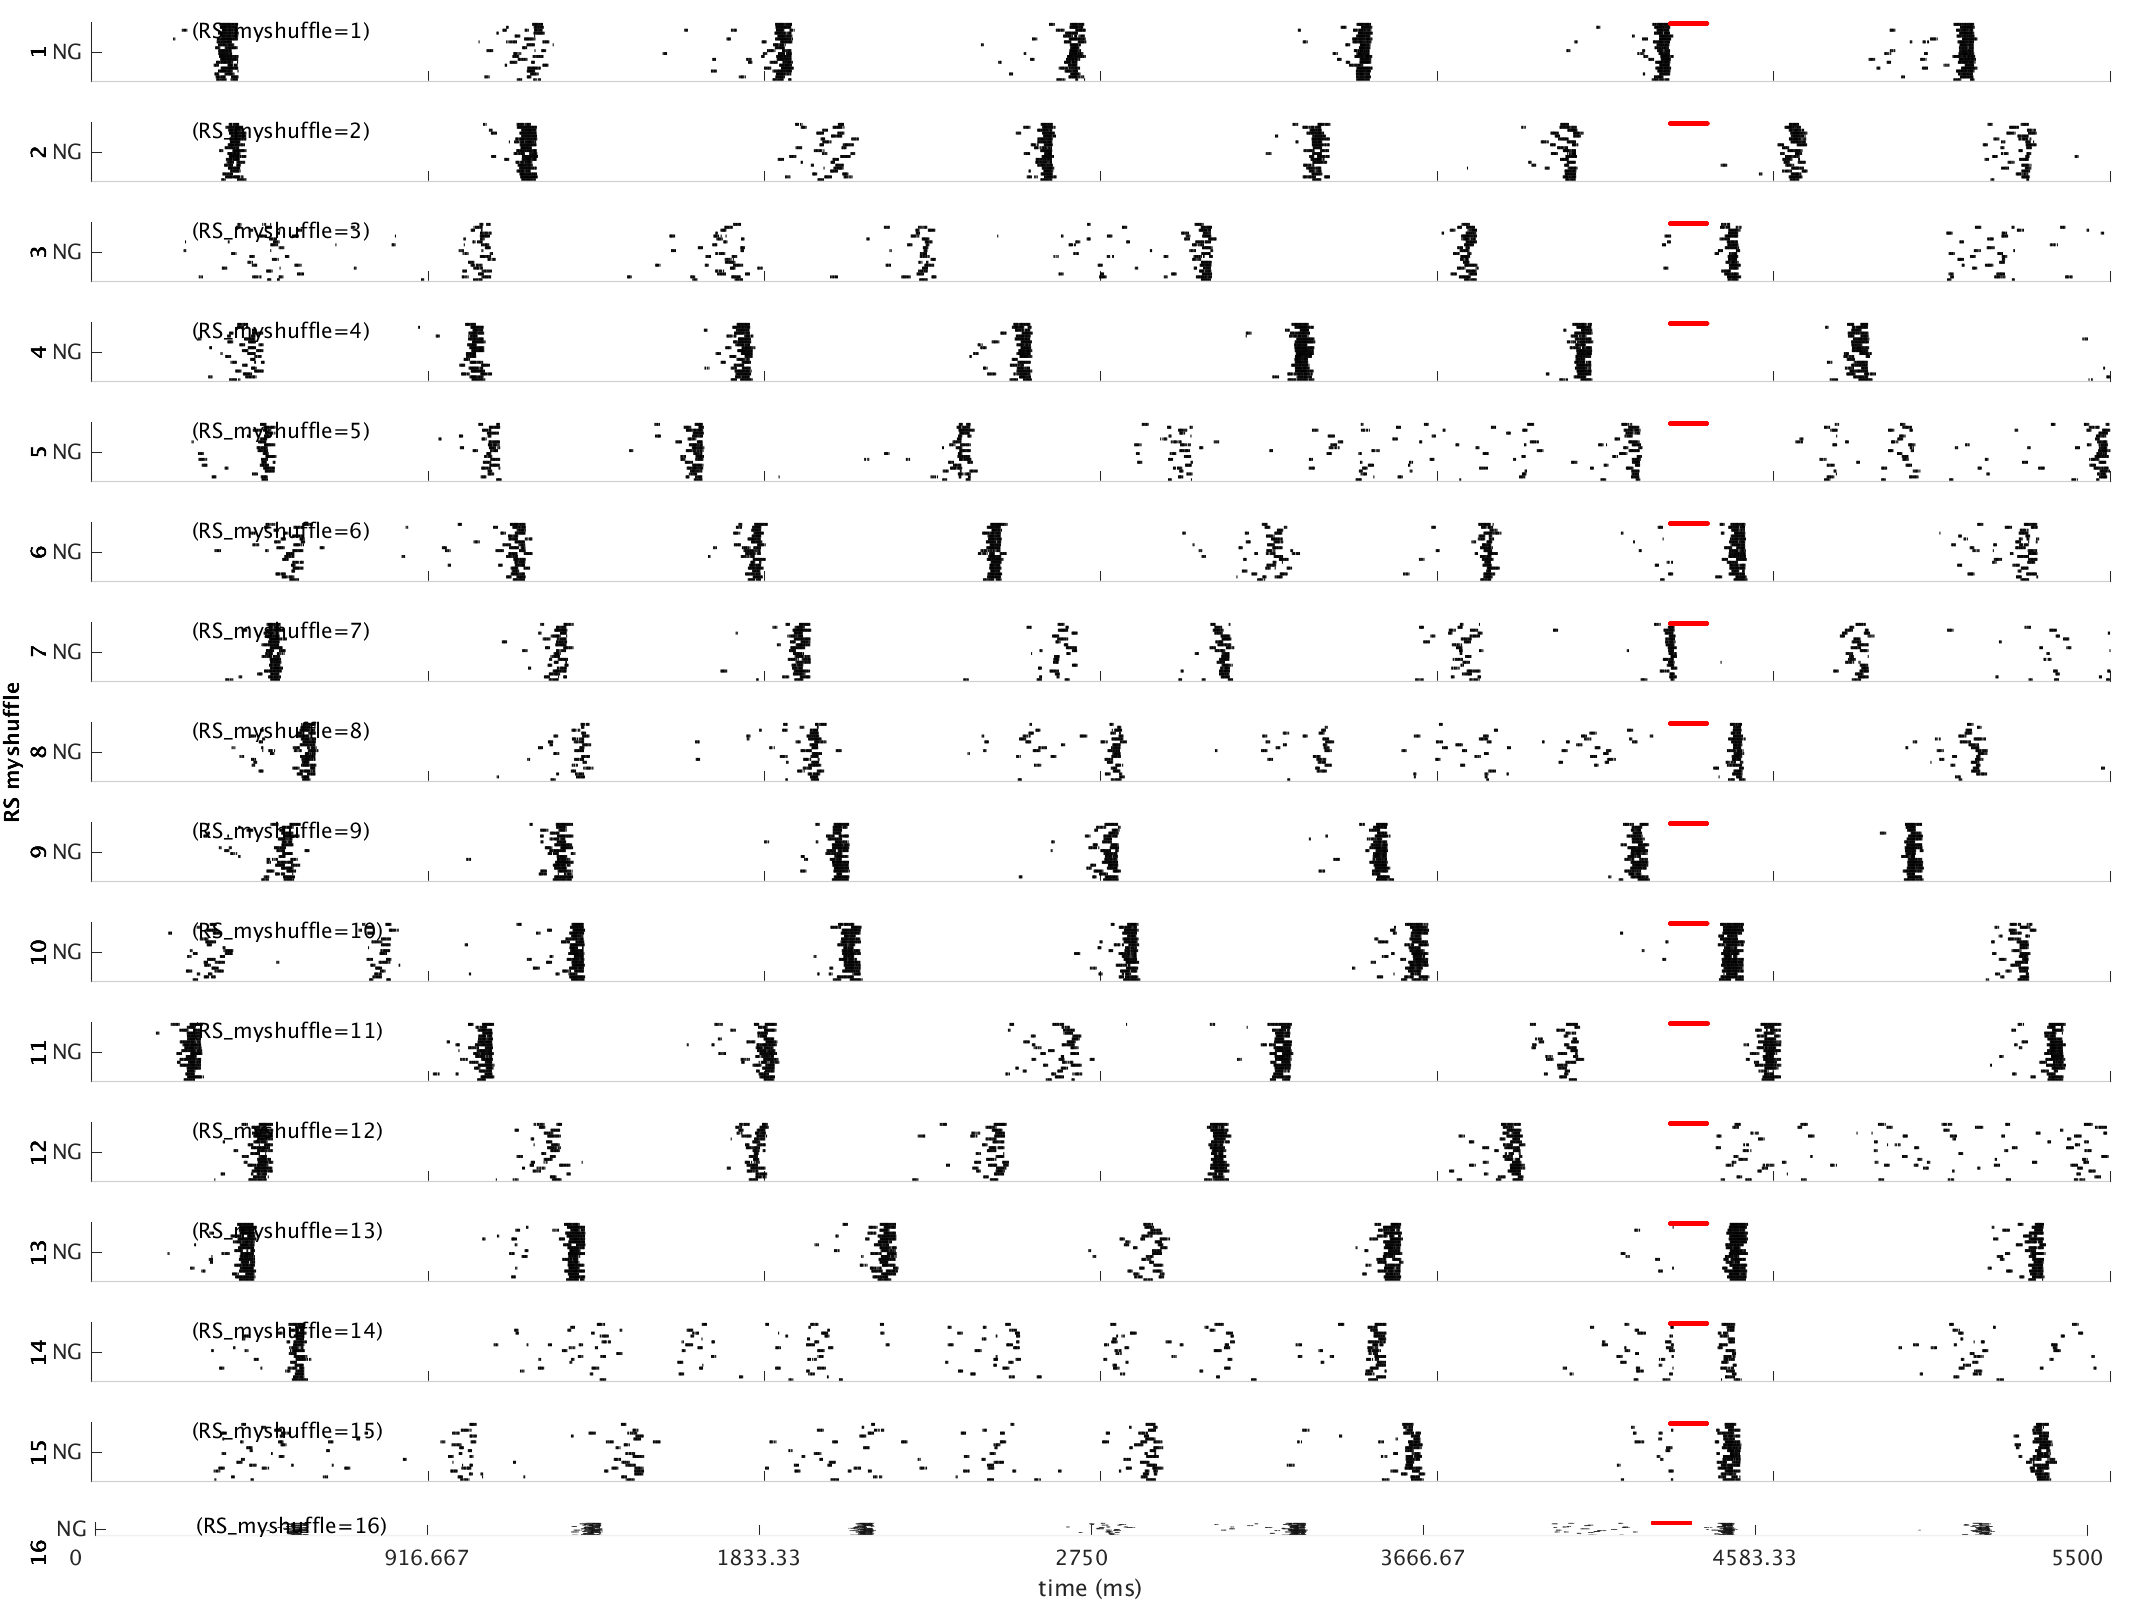 1 NG (RS_myshuffle=1)
2 NG (RS_myshuffle=2)
3 NG (RS_myshuffle=3)
4 NG (RS_myshuffle=4)
5 NG (RS_myshuffle=5)
6 NG (RS_myshuffle=6)
7 NG (RS_myshuffle=7)
RS myshuffle
8 NG (RS_myshuffle=8)
9 NG (RS_myshuffle=9)
10 NG (RS_myshuffle=10)
11 NG (RS_myshuffle=11)
12 NG (RS_myshuffle=12)
13 NG (RS_myshuffle=13)
14 NG (RS_myshuffle=14)
15 NG (RS_myshuffle=15)
16 NG (RS_myshuffle=16)
0 916.667 1833.33 2750 3666.67 4583.33 5500
time (ms)